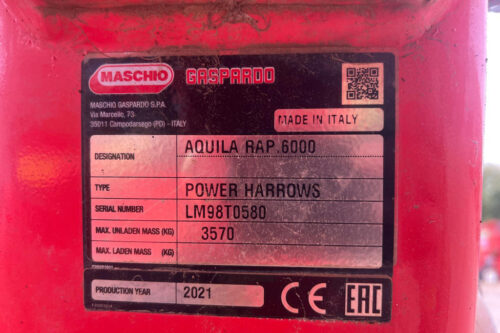 MASCHIO GASPARDO
MASCHIO GASPARDO S.P.A.
Via Marcello, 73
35011 Campodarsego (PD) - ITALY
MADE IN ITALY
DESIGNATION AQUILA RAP.6000
TYPE POWER HARROWS
SERIAL NUMBER LM98T0580
MAX. UNLADEN MASS (KG) 3570
MAX. LADEN MASS (KG)
PRODUCTION YEAR 2021 CE EAC